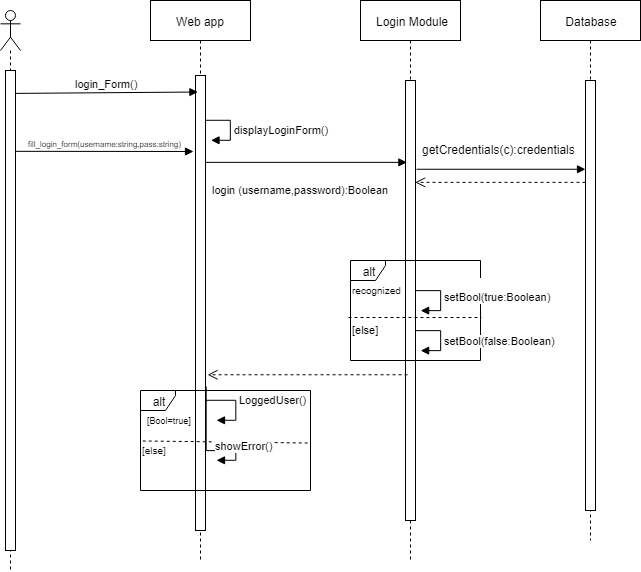 Web app
Login Module
Database
login_Form()
displayLoginForm()
fill_login_form(username:string,pass:string)
getCredentials(c):credentials
login (username,password):Boolean
alt
recognized
setBool(true:Boolean)
[else]
setBool(false:Boolean)
alt
LoggedUser()
[Bool=true]
showError()
[else]